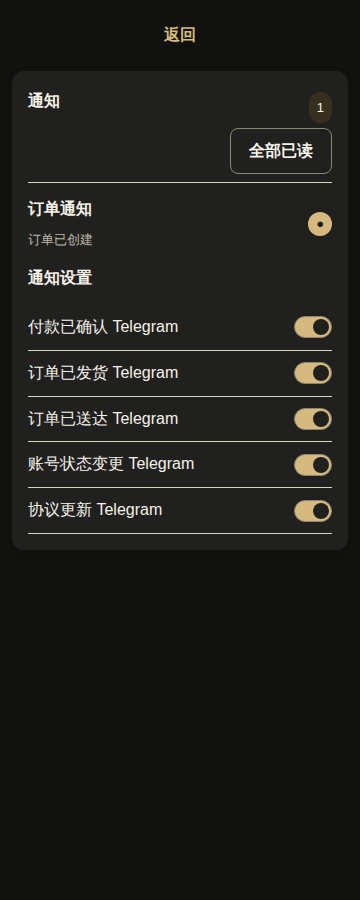 返回
通知
1
全部已读
订单通知
订单已创建
通知设置
付款已确认 Telegram
订单已发货 Telegram
订单已送达 Telegram
账号状态变更 Telegram
协议更新 Telegram